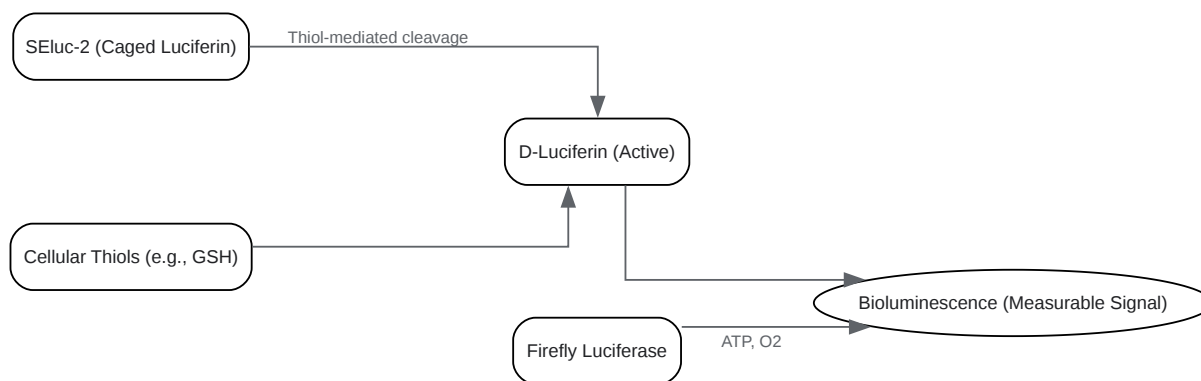 SEluc-2 (Caged Luciferin)
Thiol-mediated cleavage
D-Luciferin (Active)
Cellular Thiols (e.g., GSH)
Bioluminescence (Measurable Signal)
Firefly Luciferase
ATP, O2